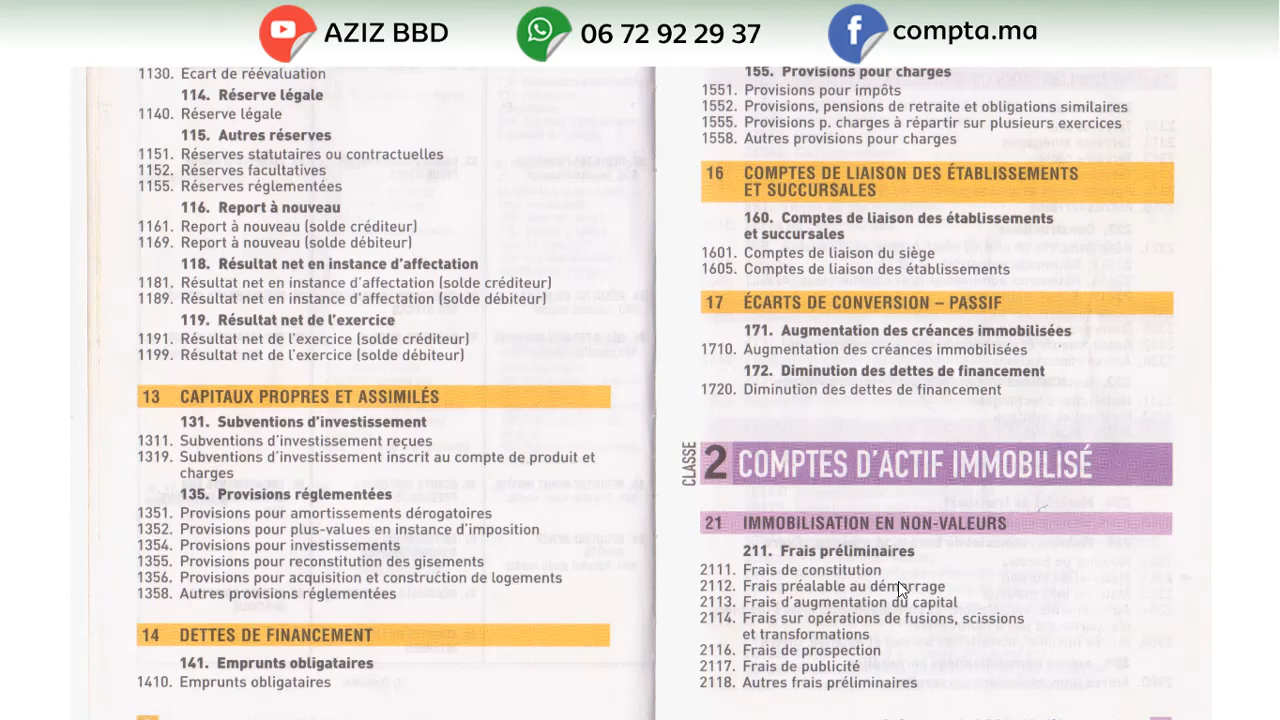 AZIZ BBD
06 72 92 29 37
compta.ma
1130. Ecart de réévaluation
114. Réserve légale
1140. Réserve légale
115. Autres réserves
1151. Réserves statutaires ou contractuelles
1152. Réserves facultatives
1155. Réserves réglementées
116. Report à nouveau
1161. Report à nouveau (solde créditeur)
1169. Report à nouveau (solde débiteur)
118. Résultat net en instance d'affectation
1181. Résultat net en instance d'affectation (solde créditeur)
1189. Résultat net en instance d'affectation (solde débiteur)
119. Résultat net de l'exercice
1191. Résultat net de l'exercice (solde créditeur)
1199. Résultat net de l'exercice (solde débiteur)
13 CAPITAUX PROPRES ET ASSIMILÉS
131. Subventions d'investissement
1311. Subventions d'investissement reçues
1319. Subventions d'investissement inscrit au compte de produit et
charges
135. Provisions réglementées
1351. Provisions pour amortissements dérogatoires
1352. Provisions pour plus-values en instance d'imposition
1354. Provisions pour investissements
1355. Provisions pour reconstitution des gisements
1356. Provisions pour acquisition et construction de logements
1358. Autres provisions réglementées
14 DETTES DE FINANCEMENT
141. Emprunts obligataires
1410. Emprunts obligataires
155. Provisions pour charges
1551. Provisions pour impôts
1552. Provisions, pensions de retraite et obligations similaires
1555. Provisions p. charges à répartir sur plusieurs exercices
1558. Autres provisions pour charges
16 COMPTES DE LIAISON DES ÉTABLISSEMENTS
ET SUCCURSALES
160. Comptes de liaison des établissements
et succursales
1601. Comptes de liaison du siège
1605. Comptes de liaison des établissements
17 ÉCARTS DE CONVERSION – PASSIF
171. Augmentation des créances immobilisées
1710. Augmentation des créances immobilisées
172. Diminution des dettes de financement
1720. Diminution des dettes de financement
CLASSE 2 COMPTES D'ACTIF IMMOBILISÉ
21 IMMOBILISATION EN NON-VALEURS
211. Frais préliminaires
2111. Frais de constitution
2112. Frais préalable au démarrage
2113. Frais d'augmentation du capital
2114. Frais sur opérations de fusions, scissions
et transformations
2116. Frais de prospection
2117. Frais de publicité
2118. Autres frais préliminaires